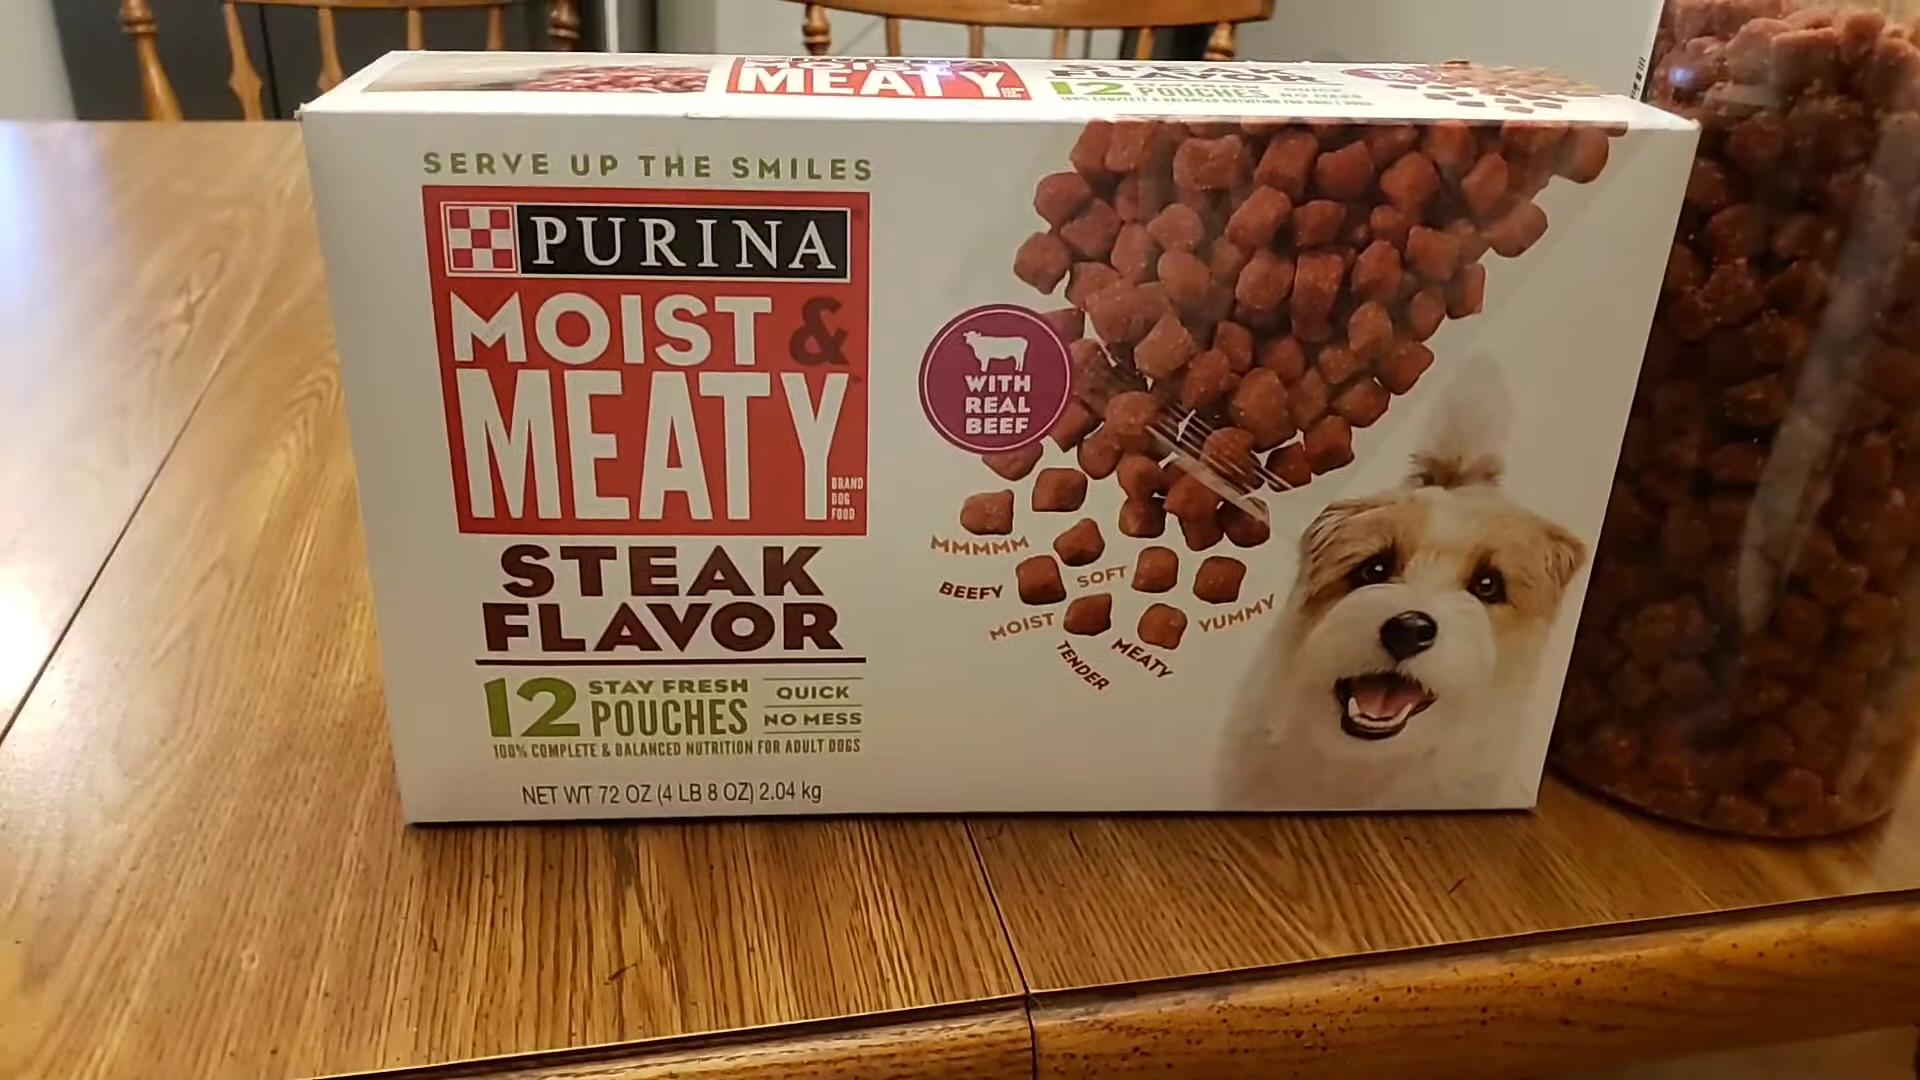 MOIST
MEATY
FLAVOR
12 POUCHES
SERVE UP THE SMILES
PURINA
MOIST &
MEATY
BRAND
DOG
FOOD
STEAK
FLAVOR
12 STAY FRESH
POUCHES
QUICK
NO MESS
100% COMPLETE & BALANCED NUTRITION FOR ADULT DOGS
NET WT 72 OZ (4 LB 8 OZ) 2.04 kg
WITH
REAL
BEEF
MMMMM
BEEFY
SOFT
MOIST
YUMMY
TENDER
MEATY